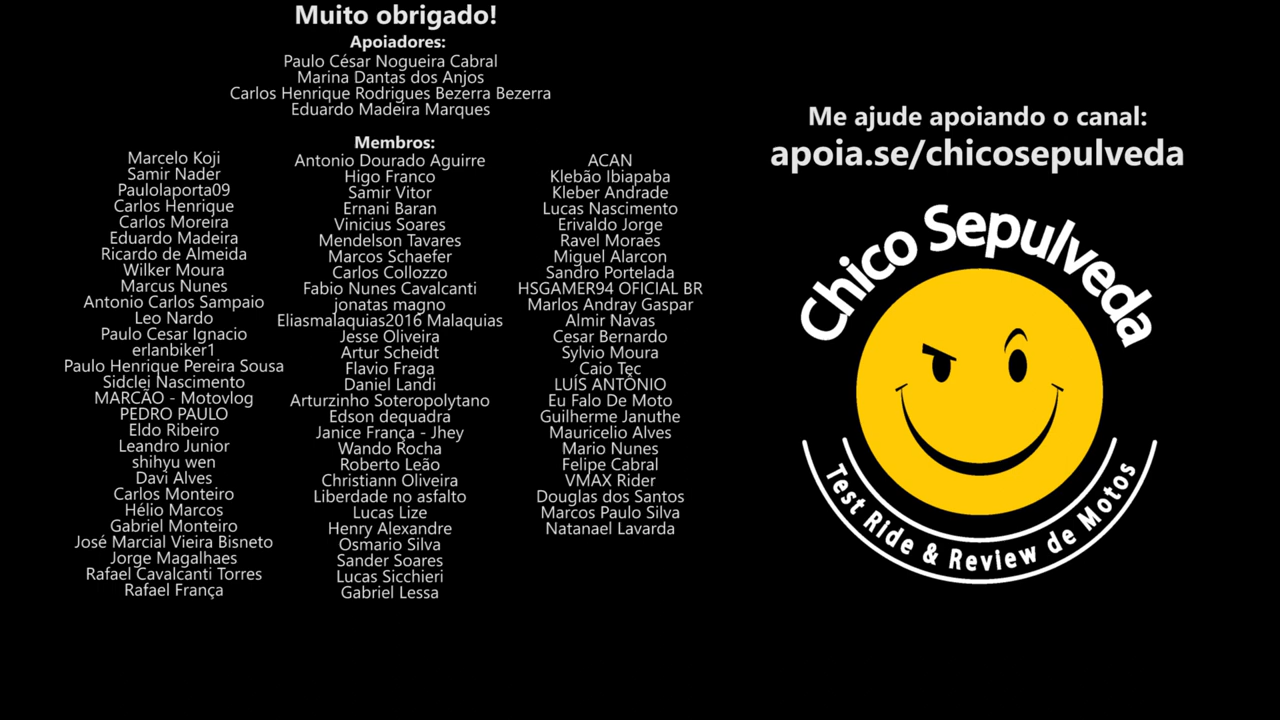 Muito obrigado!
Apoiadores:
Paulo César Nogueira Cabral
Marina Dantas dos Anjos
Carlos Henrique Rodrigues Bezerra Bezerra
Eduardo Madeira Marques
Membros:
Marcelo Koji
Samir Nader
Paulolaporta09
Carlos Henrique
Carlos Moreira
Eduardo Madeira
Ricardo de Almeida
Wilker Moura
Marcus Nunes
Antonio Carlos Sampaio
Leo Nardo
Paulo Cesar Ignacio
erlanbiker1
Paulo Henrique Pereira Sousa
Sidclei Nascimento
MARCÃO - Motovlog
PEDRO PAULO
Eldo Ribeiro
Leandro Junior
shihyu wen
Davi Alves
Carlos Monteiro
Hélio Marcos
Gabriel Monteiro
José Marcial Vieira Bisneto
Jorge Magalhaes
Rafael Cavalcanti Torres
Rafael França
Antonio Dourado Aguirre
Higo Franco
Samir Vitor
Ernani Baran
Vinicius Soares
Mendelson Tavares
Marcos Schaefer
Carlos Collozzo
Fabio Nunes Cavalcanti
jonatas magno
Eliasmalaquias2016 Malaquias
Jesse Oliveira
Artur Scheidt
Flavio Fraga
Daniel Landi
Arturzinho Soteropolytano
Edson dequadra
Janice França - Jhey
Wando Rocha
Roberto Leão
Christiann Oliveira
Liberdade no asfalto
Lucas Lize
Henry Alexandre
Osmario Silva
Sander Soares
Lucas Sicchieri
Gabriel Lessa
ACAN
Klebão Ibiapaba
Kleber Andrade
Lucas Nascimento
Erivaldo Jorge
Ravel Moraes
Miguel Alarcon
Sandro Portelada
HSGAMER94 OFICIAL BR
Marlos Andray Gaspar
Almir Navas
Cesar Bernardo
Sylvio Moura
Caio Tec
LUÍS ANTÔNIO
Eu Falo De Moto
Guilherme Januthe
Mauricelio Alves
Mario Nunes
Felipe Cabral
VMAX Rider
Douglas dos Santos
Marcos Paulo Silva
Natanael Lavarda
Me ajude apoiando o canal:
apoia.se/chicosepulveda
Chico Sepulveda
Test Ride & Review de Motos